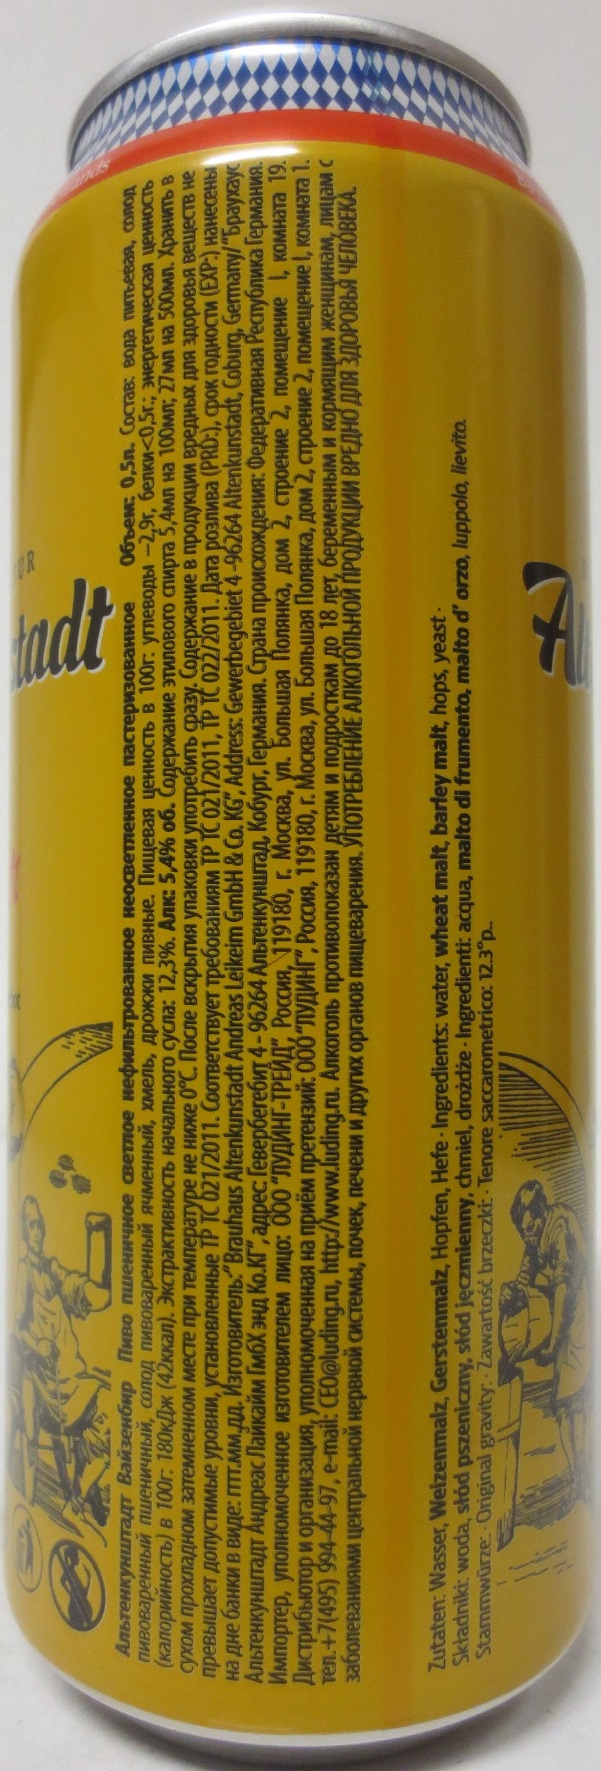 Альтенкунштадт Вайзенбир Пиво пшеничное светлое нефильтрованное неосветленное пастеризованное Объем: 0,5л. Состав: вода питьевая, солод
пивоваренный пшеничный, солод пивоваренный ячменный, хмель, дрожжи пивные. Пищевая ценность в 100г: углеводы –2,9г, белки<0,5г.; энергетическая ценность
(калорийность) в 100г: 180кДж (42ккал). Экстрактивность начального сусла: 12,3%. Алк: 5,4% об. Содержание этилового спирта 5,4мл на 100мл; 27мл на 500мл. Хранить в
сухом прохладном затемненном месте при температуре не ниже 0°С. После вскрытия упаковки употребить сразу. Содержание в продукции вредных для здоровья веществ не
превышает допустимые уровни, установленные ТР ТС 021/2011. Соответствует требованиям ТР ТС 021/2011, ТР ТС 022/2011. Дата розлива (PRD:), срок годности (EXP:) нанесены
на дне банки в виде: гггг.мм.дд. Изготовитель:" Brauhaus Altenkunstadt Andreas Leikeim GmbH & Co. KG", Address: Gewerbegebiet 4 -96264 Altenkunstadt, Coburg, Germany/"Браухаус
Альтенкунштадт Андреас Лайкайм ГмбХ энд Ко.КГ", адрес: Гевербегебит 4 - 96264 Альтенкунштад, Кобург, Германия. Страна происхождения: Федеративная Республика Германия.
Импортер, уполномоченное изготовителем лицо: ООО "ЛУДИНГ-ТРЕЙД", Россия, 119180, г. Москва, ул. Большая Полянка, дом 2, строение 2, помещение I, комната 19.
Дистрибьютор и организация, уполномоченная на приём претензий: ООО "ЛУДИНГ", Россия, 119180, г. Москва, ул. Большая Полянка, дом 2, строение 2, помещение I, комната 1.
тел.+7(495) 994-44-97, e-mail: CEO@luding.ru, http://www.luding.ru. Алкоголь противопоказан детям и подросткам до 18 лет, беременным и кормящим женщинам, лицам с
заболеваниями центральной нервной системы, почек, печени и других органов пищеварения. УПОТРЕБЛЕНИЕ АЛКОГОЛЬНОЙ ПРОДУКЦИИ ВРЕДНО ДЛЯ ЗДОРОВЬЯ ЧЕЛОВЕКА.
Zutaten: Wasser, Weizenmalz, Gerstenmalz, Hopfen, Hefe · Ingredients: water, wheat malt, barley malt, hops, yeast ·
Składniki: woda, słód pszeniczny, słód jęczmienny, chmiel, drożdże · Ingredienti: acqua, malto di frumento, malto d' orzo, luppolo, lievito.
Stammwürze: · Original gravity: · Zawartość brzeczki: · Tenore saccarometrico: 12.3°p..